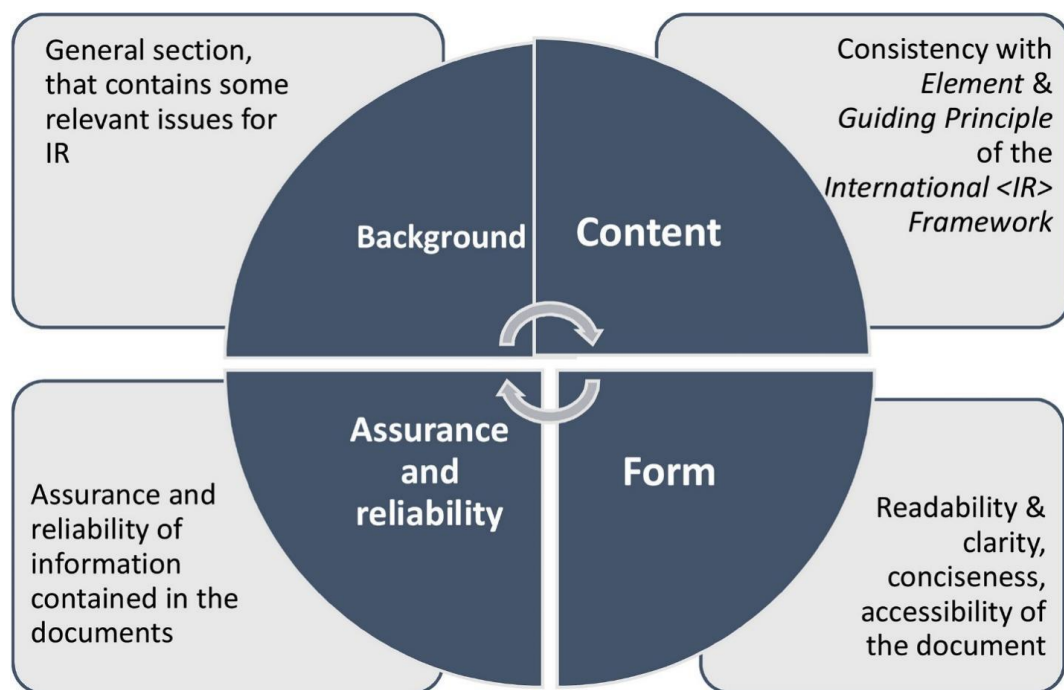 General section,
that contains some
relevant issues for
IR
Background
Content
Consistency with
Element &
Guiding Principle
of the
International <IR>
Framework
Assurance and
reliability of
information
contained in the
documents
Assurance
and
reliability
Form
Readability &
clarity,
conciseness,
accessibility of
the document